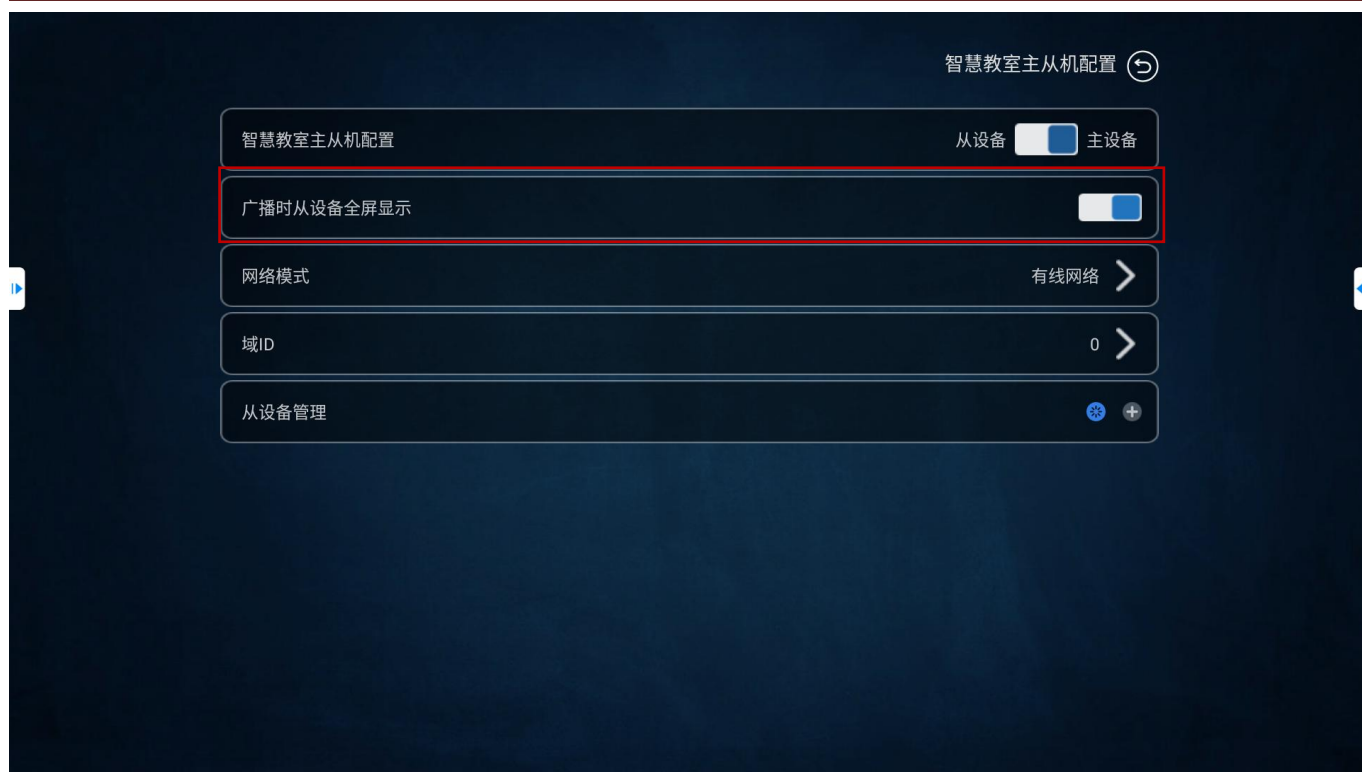 智慧教室主从机配置
智慧教室主从机配置 从设备 主设备
广播时从设备全屏显示
网络模式 有线网络
域ID 0
从设备管理